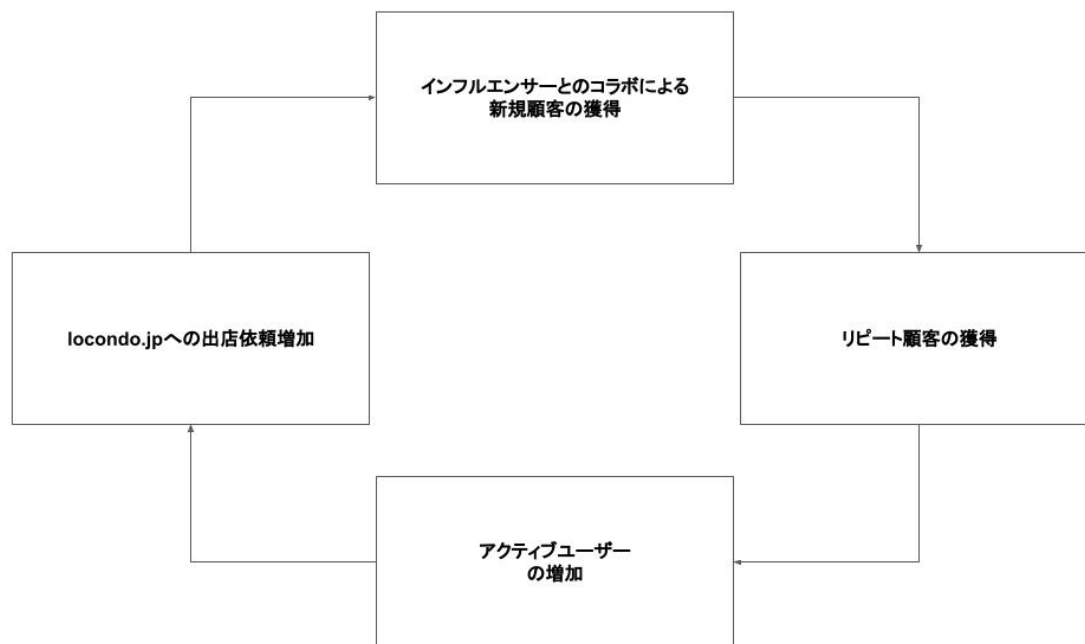 インフルエンサーとのコラボによる
新規顧客の獲得
locondo.jpへの出店依頼増加
リピート顧客の獲得
アクティブユーザー
の増加